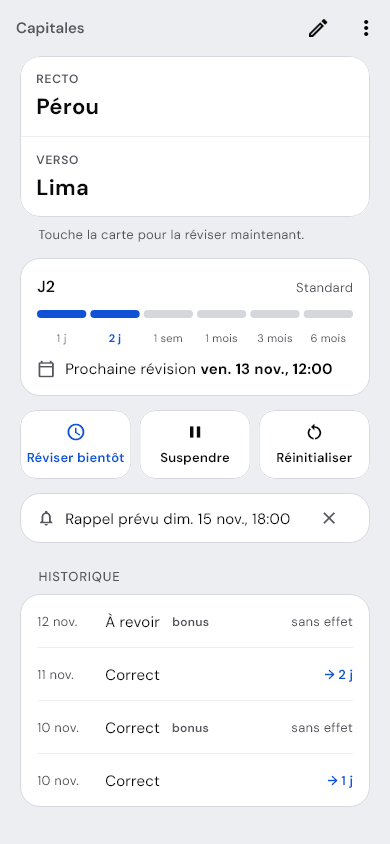 Capitales
RECTO
Pérou
VERSO
Lima
Touche la carte pour la réviser maintenant.
J2 Standard
1 j 2 j 1 sem 1 mois 3 mois 6 mois
Prochaine révision ven. 13 nov., 12:00
Réviser bientôt Suspendre Réinitialiser
Rappel prévu dim. 15 nov., 18:00
HISTORIQUE
12 nov. À revoir bonus sans effet
11 nov. Correct → 2 j
10 nov. Correct bonus sans effet
10 nov. Correct → 1 j